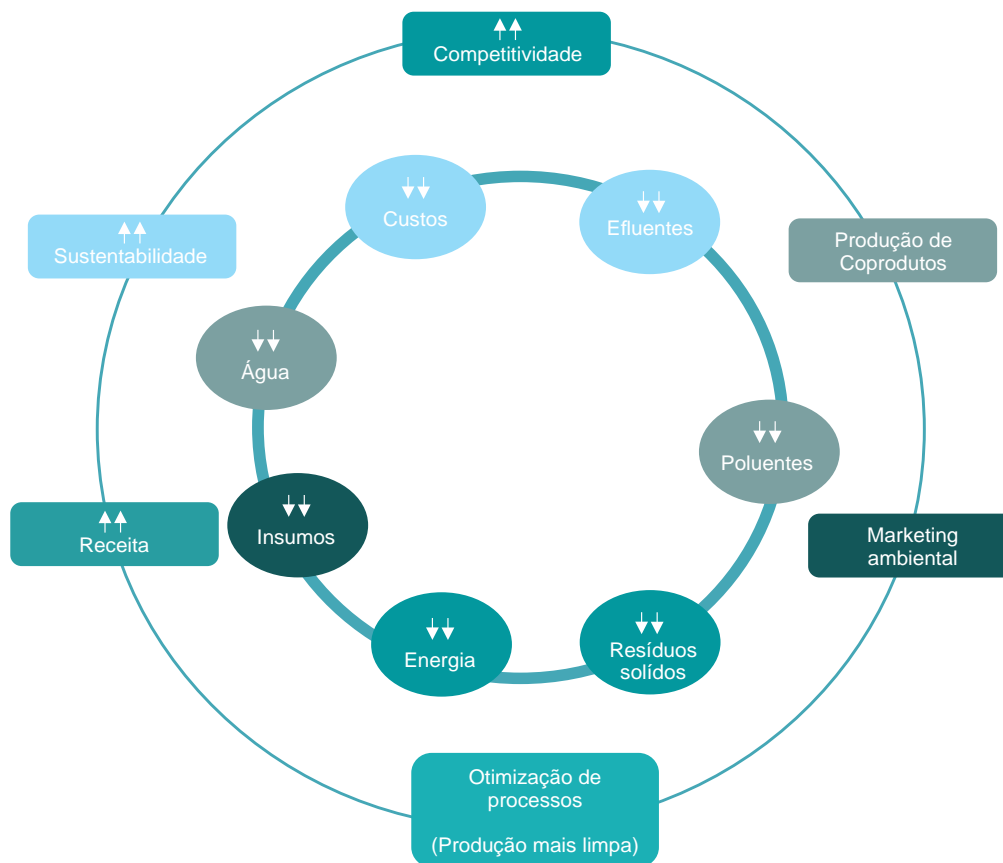 ↑↑
Competitividade
↓↓
Custos
↓↓
Efluentes
↑↑
Sustentabilidade
Produção de
Coprodutos
↓↓
Água
↓↓
Poluentes
↓↓
Insumos
↑↑
Receita
Marketing
ambiental
↓↓
Energia
↓↓
Resíduos
solídos
Otimização de
processos
(Produção mais limpa)